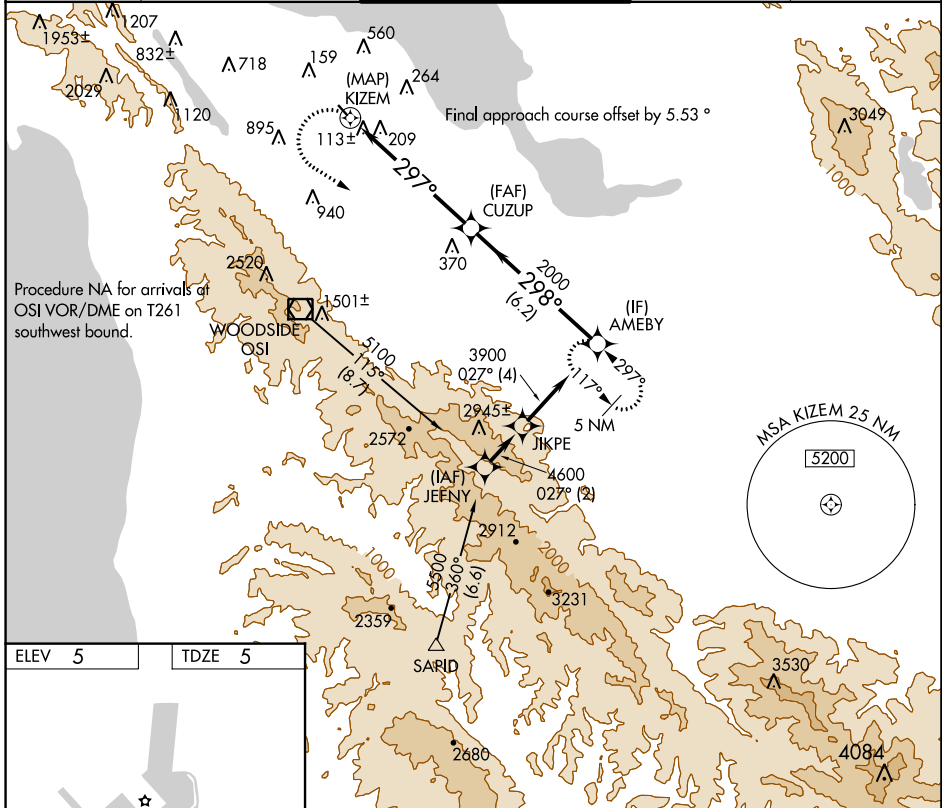 1207
1953±
832±
718
159
560
264
2029
1120
(MAP)
KIZEM
895
113±
209
Final approach course offset by 5.53 °
3049
1000
297°
940
(FAF)
CUZUP
370
2520
2000
298°
(6.2)
Procedure NA for arrivals at
OSI VOR/DME on T261
southwest bound.
1501±
WOODSIDE
OSI
(IF)
AMEBY
5100
115°
(8.7)
3900
027° (4)
297°
117°
5 NM
2945±
JIKPE
2572
MSA KIZEM 25 NM
5200
(IAF)
JEFNY
4600
027° (2)
2912
2000
1000
5500
360°
(6.6)
3231
2359
SAPID
ELEV 5
TDZE 5
3530
2680
4084